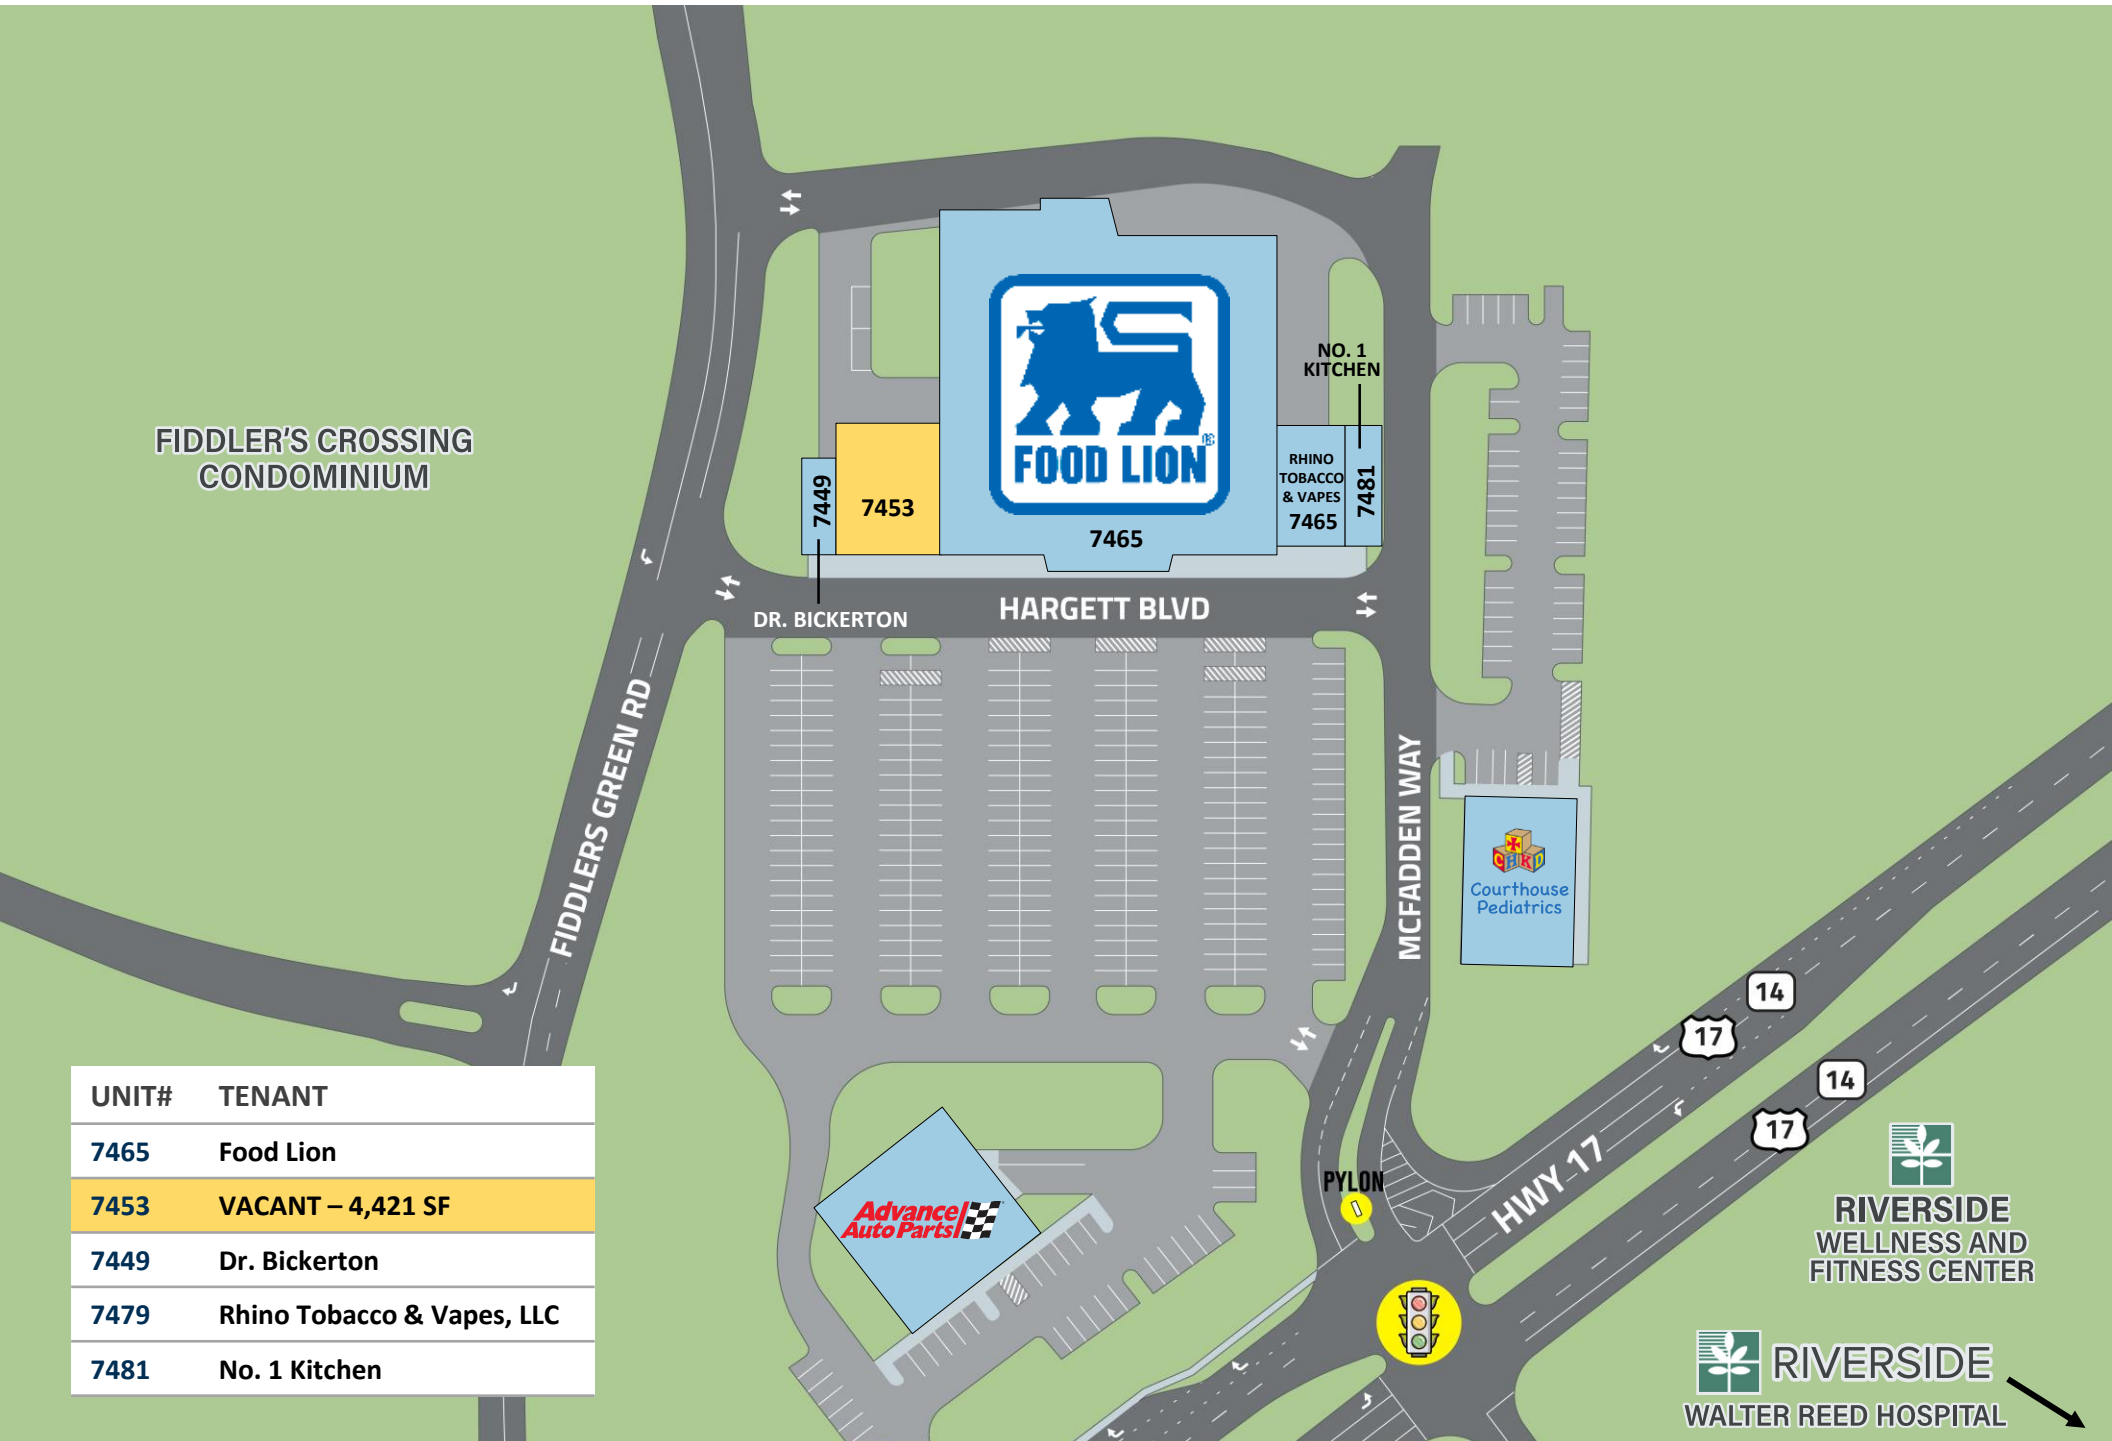 NO. 1
KITCHEN
FIDDLER'S CROSSING
CONDOMINIUM
FOOD LION
®
7449
7453
7465
RHINO
TOBACCO
& VAPES
7465
7481
DR. BICKERTON
HARGETT BLVD
FIDDLERS GREEN RD
MCFADDEN WAY
CHKD
Courthouse
Pediatrics
14
17
14
17
HWY 17
PYLON
Advance
Auto Parts
RIVERSIDE
WELLNESS AND
FITNESS CENTER
RIVERSIDE
WALTER REED HOSPITAL
UNIT# TENANT
7465 Food Lion
7453 VACANT – 4,421 SF
7449 Dr. Bickerton
7479 Rhino Tobacco & Vapes, LLC
7481 No. 1 Kitchen